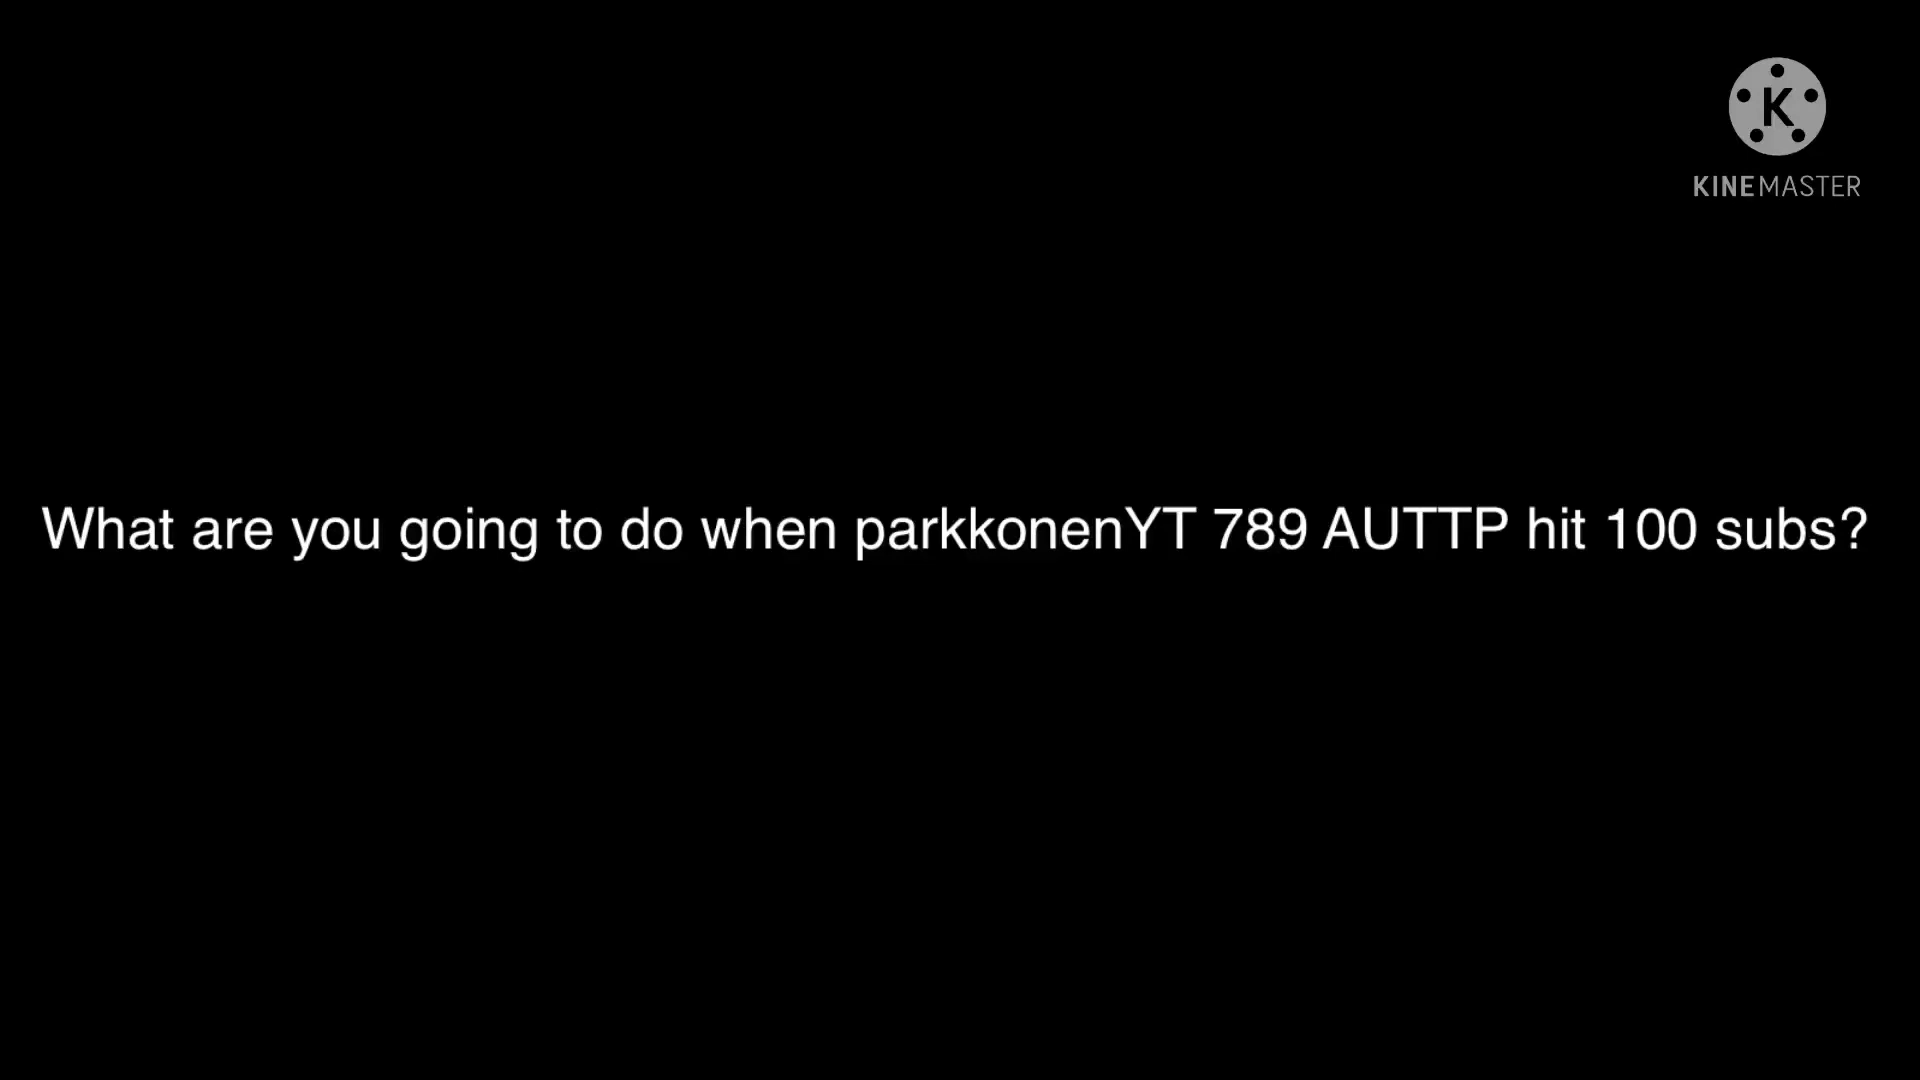 K
KINEMASTER
What are you going to do when parkkonenYT 789 AUTTP hit 100 subs?